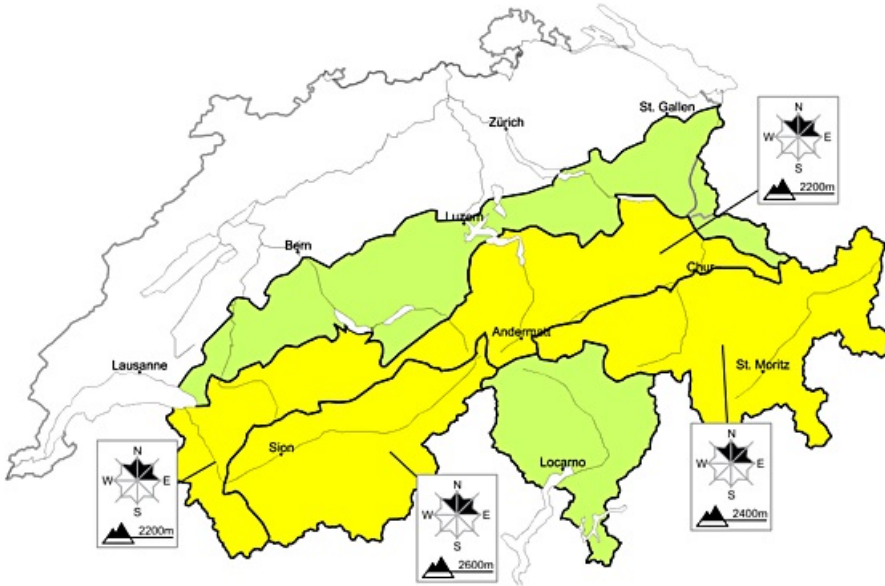 St. Gallen
Zürich
N
W E
S
2200m
Luzern
Bern
Chur
Andermatt
Lausanne
St. Moritz
Sion
Locarno
N
W E
S
2200m
N
W E
S
2600m
N
W E
S
2400m